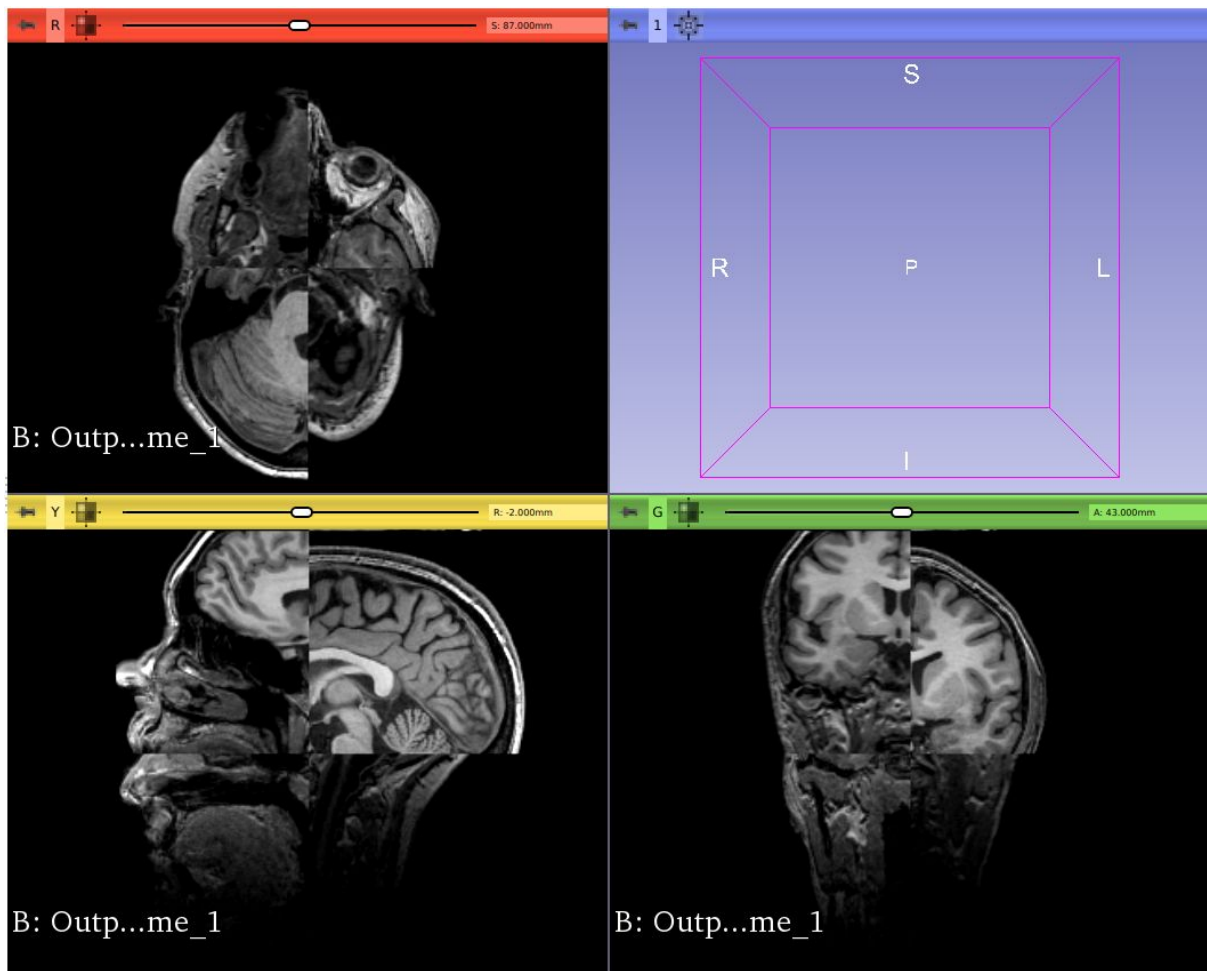 R
S: 87.000mm
1
S
R
P
L
I
B: Outp...me_1
Y
R: -2.000mm
G
A: 43.000mm
B: Outp...me_1
B: Outp...me_1